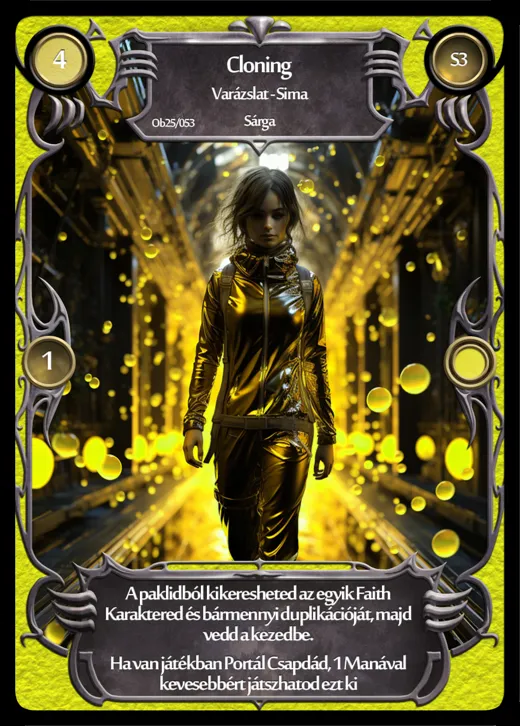 4
Cloning
S3
Varázslat - Sima
Ob25/053
Sárga
1
A paklidból kikeresheted az egyik Faith
Karaktered és bármennyi duplikációját, majd
vedd a kezedbe.
Ha van játékban Portál Csapdád, 1 Manával
kevesebbért játszhatod ezt ki